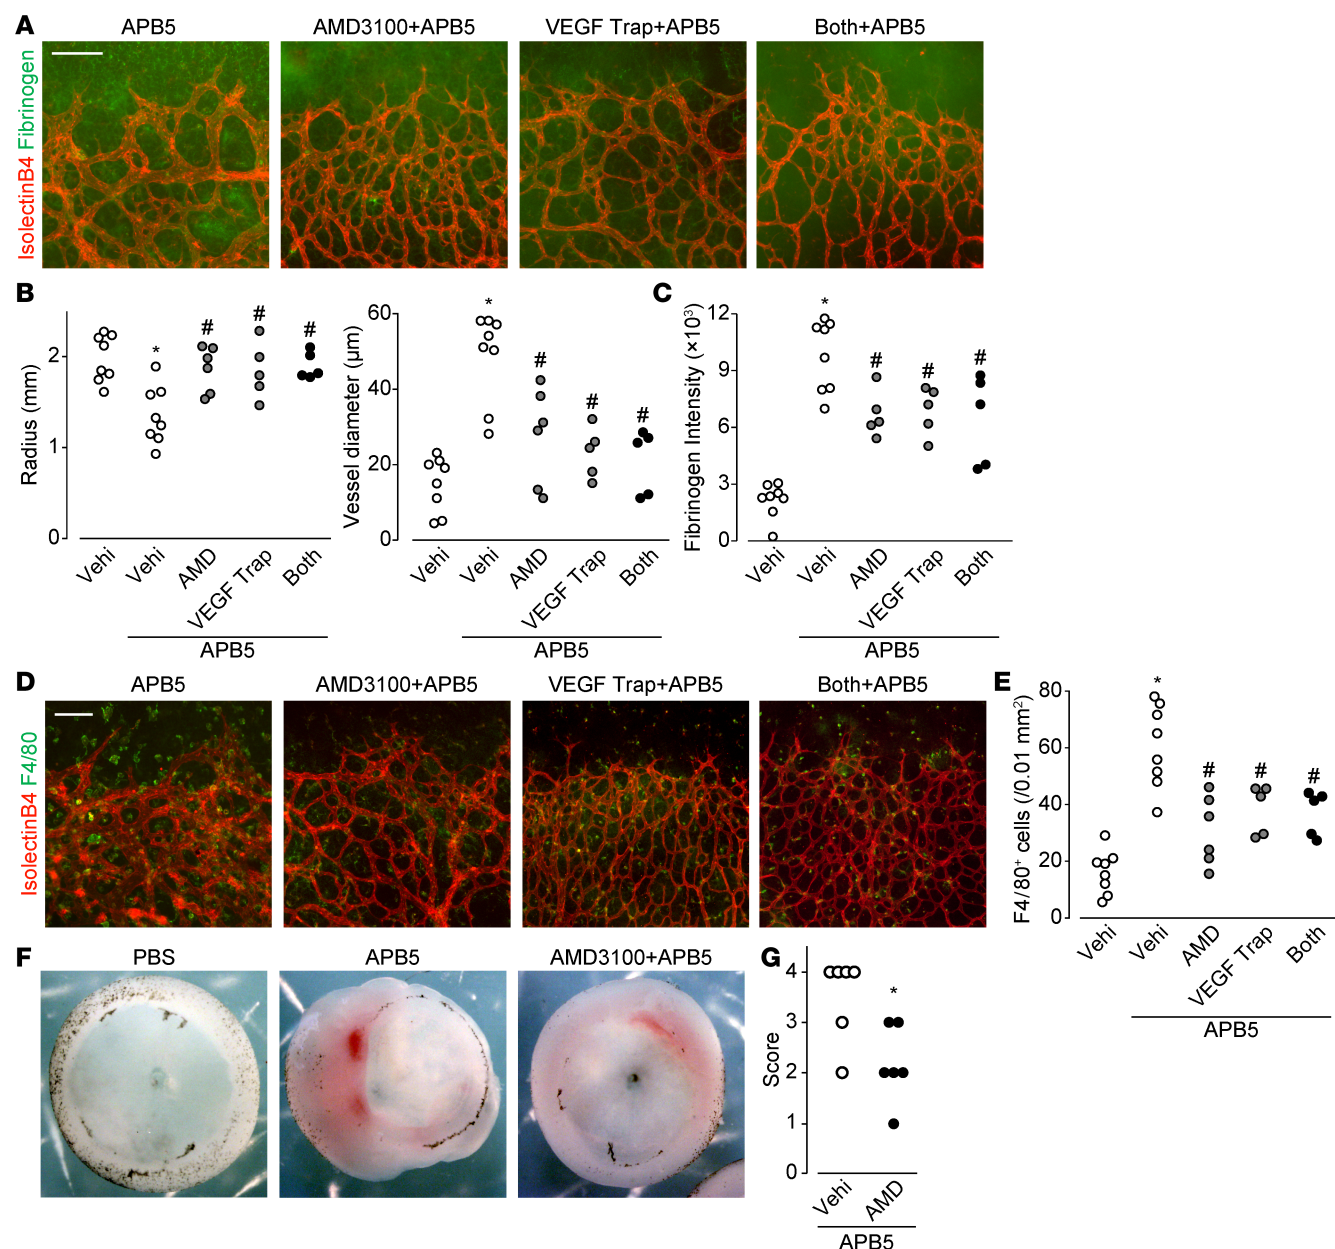 A
APB5
AMD3100+APB5
VEGF Trap+APB5
Both+APB5
IsolectinB4 Fibrinogen
B
Radius (mm)
2
1
0
*
#
#
#
Vehi
Vehi
AMD
VEGF Trap
Both
APB5
Vessel diameter (µm)
60
40
20
0
*
#
#
#
Vehi
Vehi
AMD
VEGF Trap
Both
APB5
C
Fibrinogen Intensity (×10³)
12
9
6
3
0
*
#
#
#
Vehi
Vehi
AMD
VEGF Trap
Both
APB5
D
APB5
AMD3100+APB5
VEGF Trap+APB5
Both+APB5
IsolectinB4 F4/80
E
F4/80⁺ cells (/0.01 mm²)
80
60
40
20
0
*
#
#
#
Vehi
Vehi
AMD
VEGF Trap
Both
APB5
F
PBS
APB5
AMD3100+APB5
G
Score
4
3
2
1
0
*
Vehi
AMD
APB5